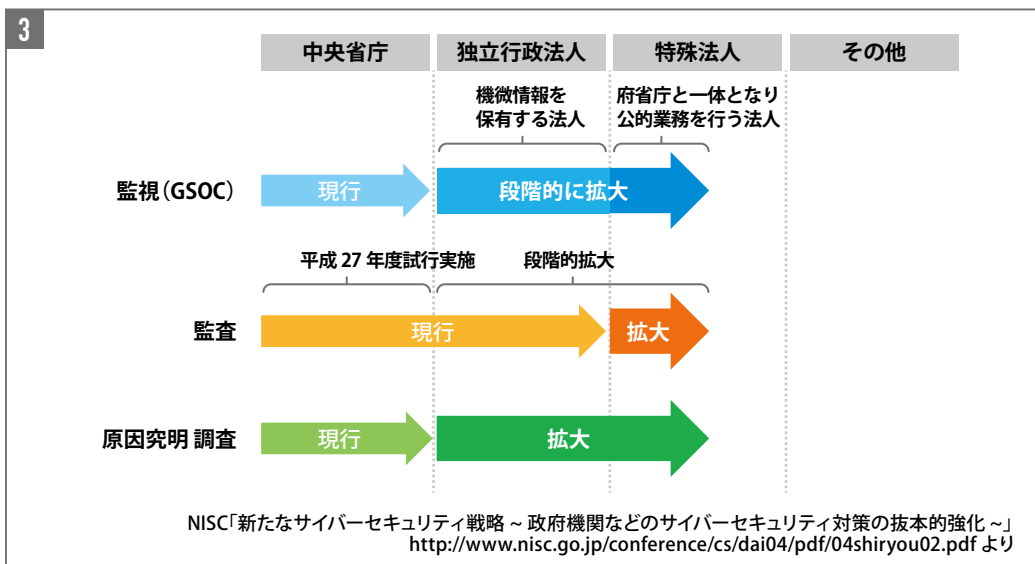 3
中央省庁
独立行政法人
特殊法人
その他
機微情報を
保有する法人
府省庁と一体となり
公的業務を行う法人
監視（GSOC）
現行
段階的に拡大
平成 27 年度試行実施
段階的拡大
監査
現行
拡大
原因究明 調査
現行
拡大
NISC「新たなサイバーセキュリティ戦略 ~ 政府機関などのサイバーセキュリティ対策の抜本的強化 ~」
http://www.nisc.go.jp/conference/cs/dai04/pdf/04shiryou02.pdf より